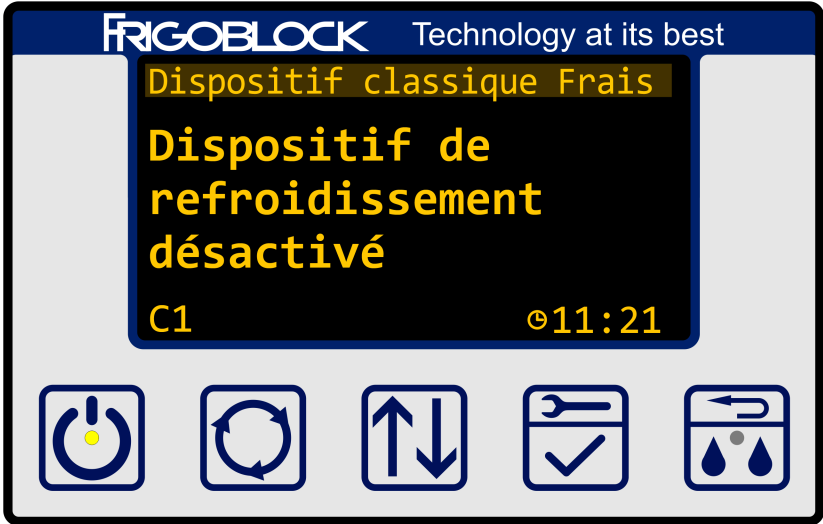 FRIGOBLOCK Technology at its best
Dispositif classique Frais
Dispositif de
refroidissement
désactivé
C1 11:21